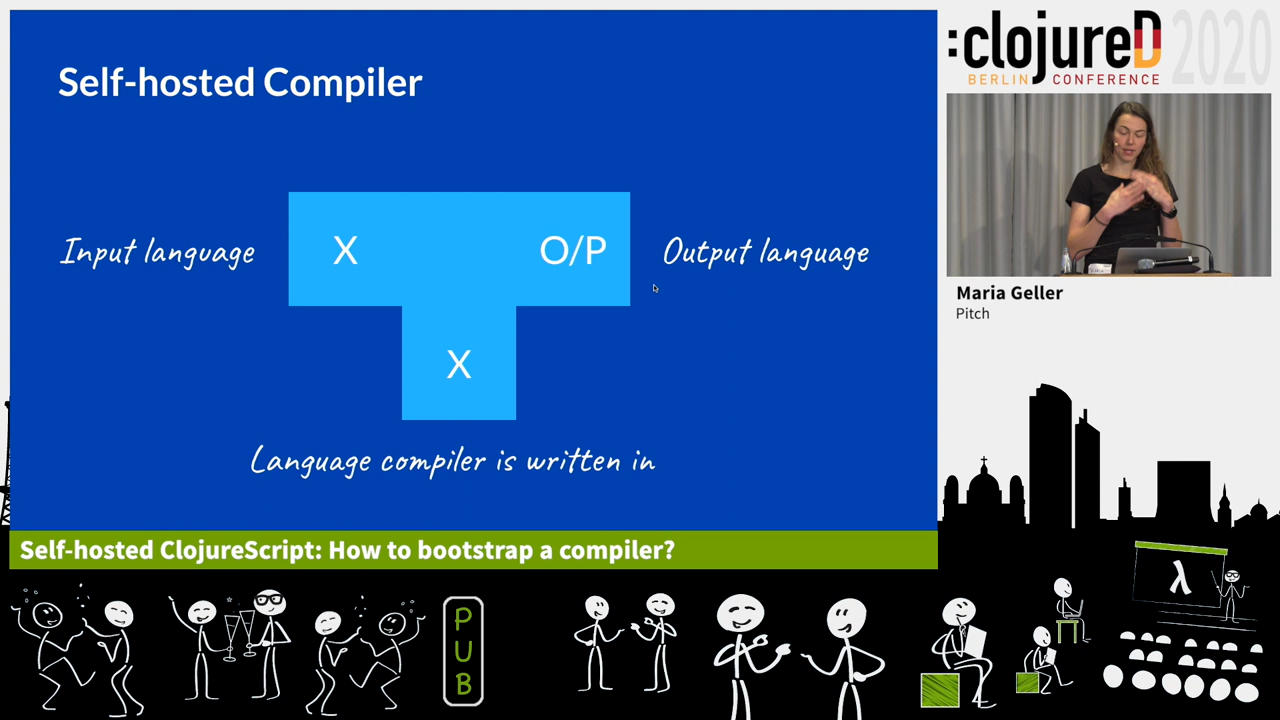 Self-hosted Compiler
Input language
X
O/P
Output language
X
Language compiler is written in
Self-hosted ClojureScript: How to bootstrap a compiler?
:clojureD 2020
BERLIN CONFERENCE
Maria Geller
Pitch
PUB
λ